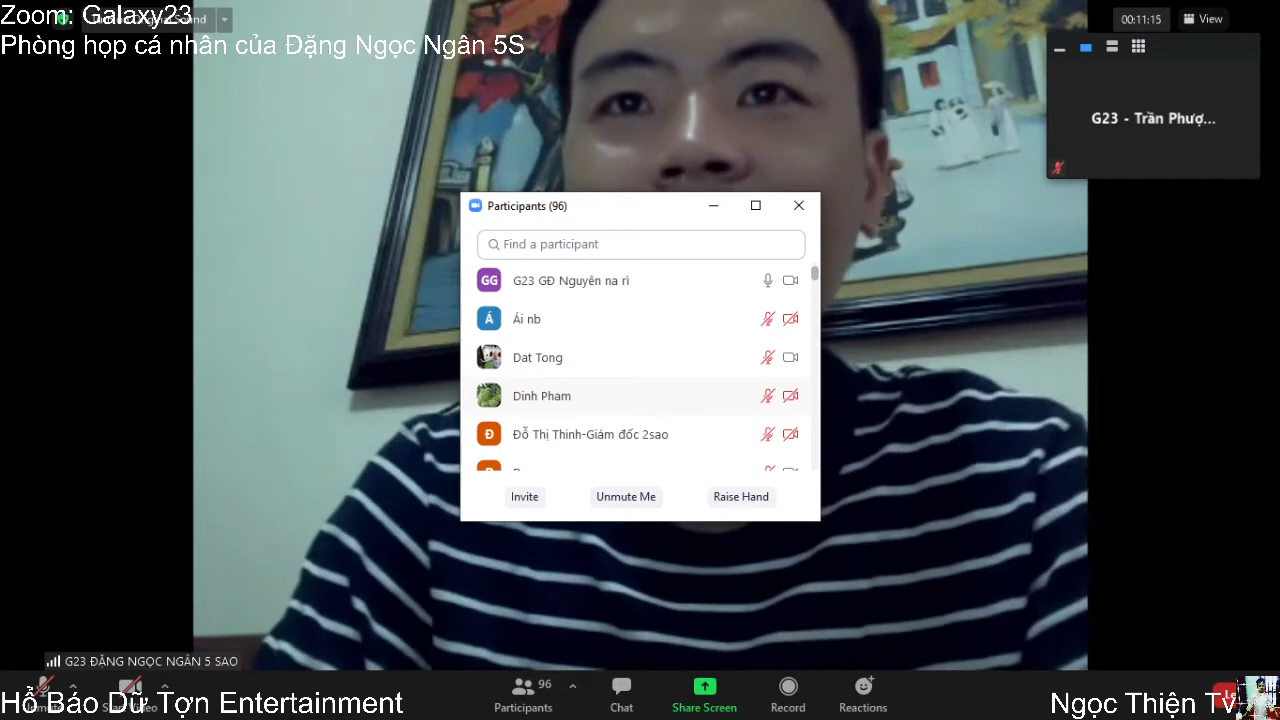 Zoom: Galaxy23
Phòng họp cá nhân của Đặng Ngọc Ngân 5S
00:11:15
View
G23 - Trần Phượ...
Participants (96)
Find a participant
GG G23 GĐ Nguyên na rì
Á Ái nb
Dat Tong
Dinh Pham
Đ Đỗ Thị Thinh-Giám đốc 2sao
Invite
Unmute Me
Raise Hand
G23 ĐẶNG NGỌC NGÂN 5 SAO
96
Participants
Chat
Share Screen
Record
Reactions
Hổ Báo Dữ Tợn Entertainment
Ngọc Thiện Tv